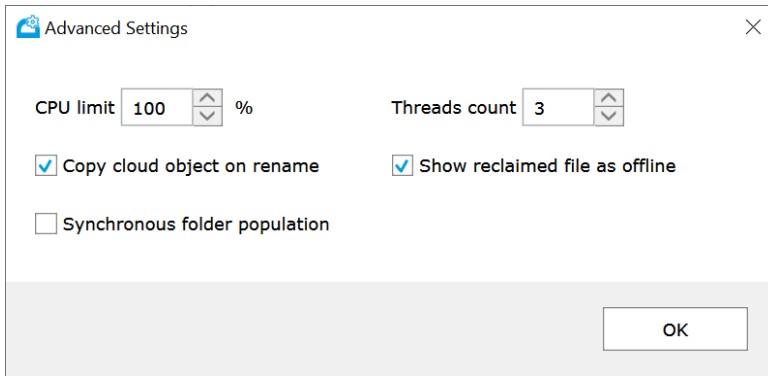 Advanced Settings
CPU limit 100 % Threads count 3
Copy cloud object on rename Show reclaimed file as offline
Synchronous folder population
OK